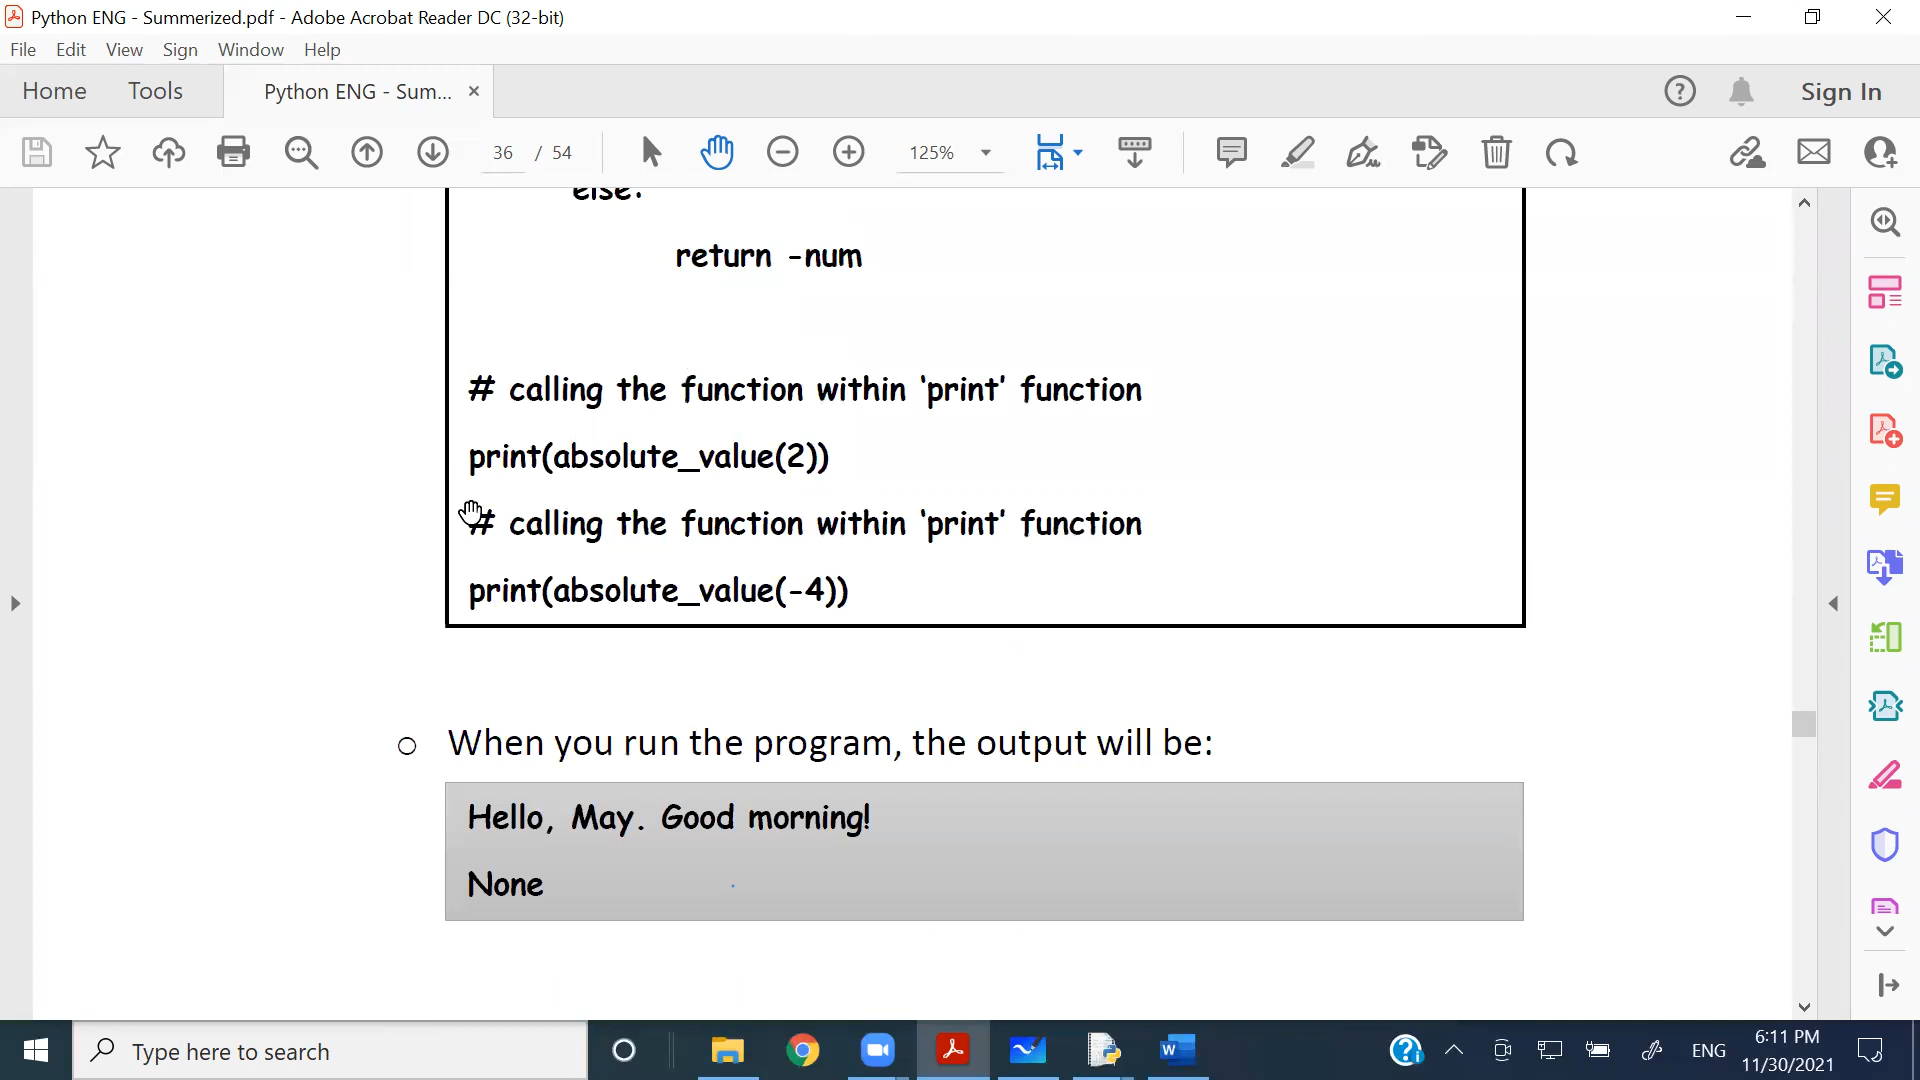 Python ENG - Summerized.pdf - Adobe Acrobat Reader DC (32-bit)
File Edit View Sign Window Help
Home Tools Python ENG - Sum... × Sign In
36 / 54 125%
else:
return -num
# calling the function within ‘print’ function
print(absolute_value(2))
# calling the function within ‘print’ function
print(absolute_value(-4))
○ When you run the program, the output will be:
Hello, May. Good morning!
None
Type here to search
ENG
6:11 PM
11/30/2021